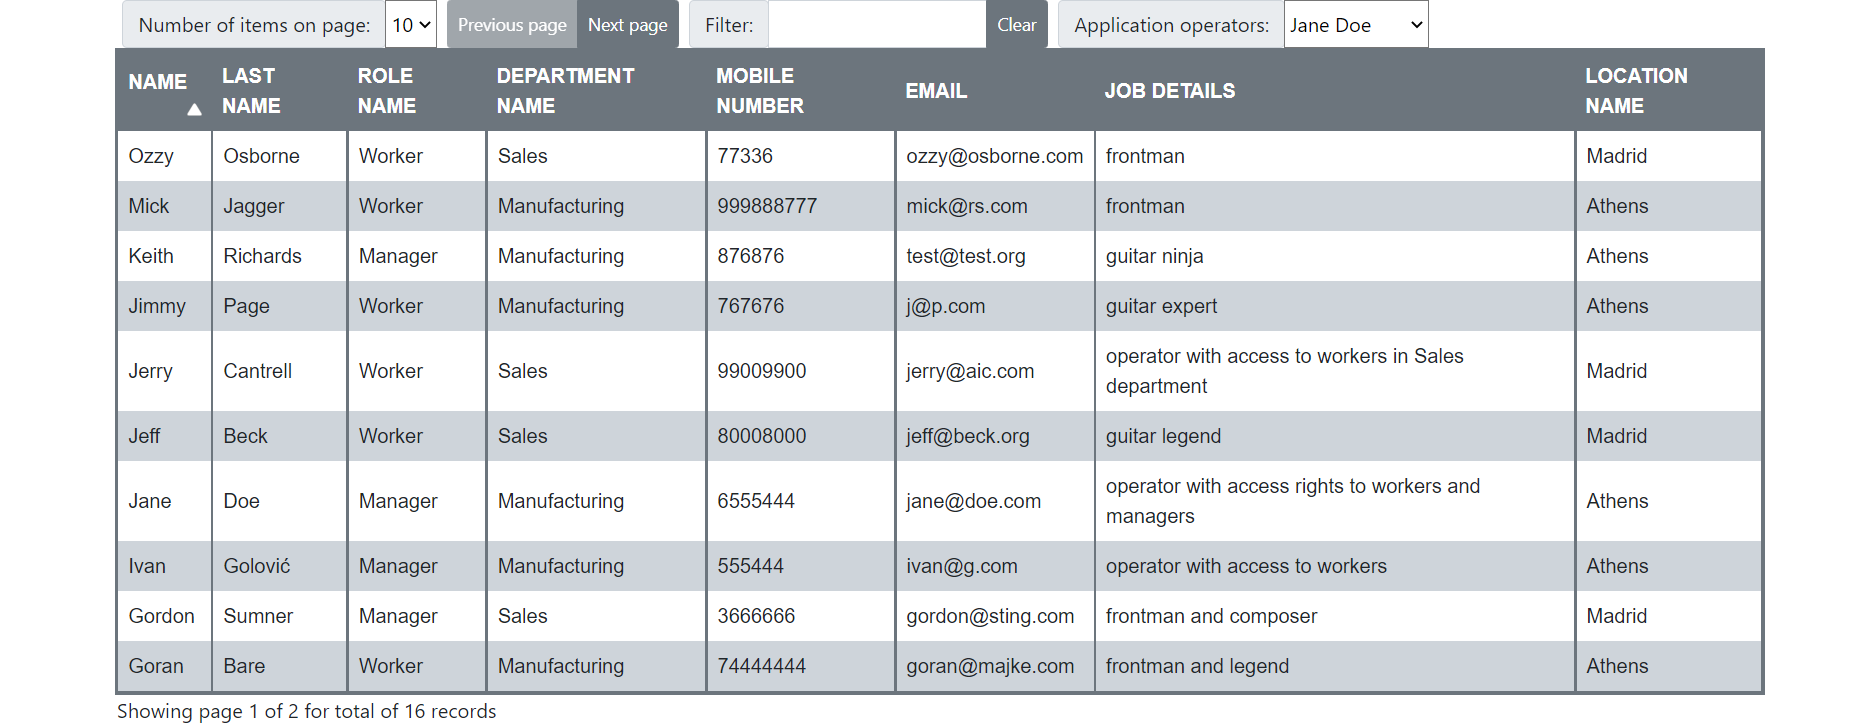 Number of items on page: 10 Previous page Next page Filter: Clear Application operators: Jane Doe
NAME LAST NAME ROLE NAME DEPARTMENT NAME MOBILE NUMBER EMAIL JOB DETAILS LOCATION NAME
Ozzy Osborne Worker Sales 77336 ozzy@osborne.com frontman Madrid
Mick Jagger Worker Manufacturing 999888777 mick@rs.com frontman Athens
Keith Richards Manager Manufacturing 876876 test@test.org guitar ninja Athens
Jimmy Page Worker Manufacturing 767676 j@p.com guitar expert Athens
Jerry Cantrell Worker Sales 99009900 jerry@aic.com operator with access to workers in Sales department Madrid
Jeff Beck Worker Sales 80008000 jeff@beck.org guitar legend Madrid
Jane Doe Manager Manufacturing 6555444 jane@doe.com operator with access rights to workers and managers Athens
Ivan Golović Manager Manufacturing 555444 ivan@g.com operator with access to workers Athens
Gordon Sumner Manager Sales 3666666 gordon@sting.com frontman and composer Madrid
Goran Bare Worker Manufacturing 74444444 goran@majke.com frontman and legend Athens
Showing page 1 of 2 for total of 16 records